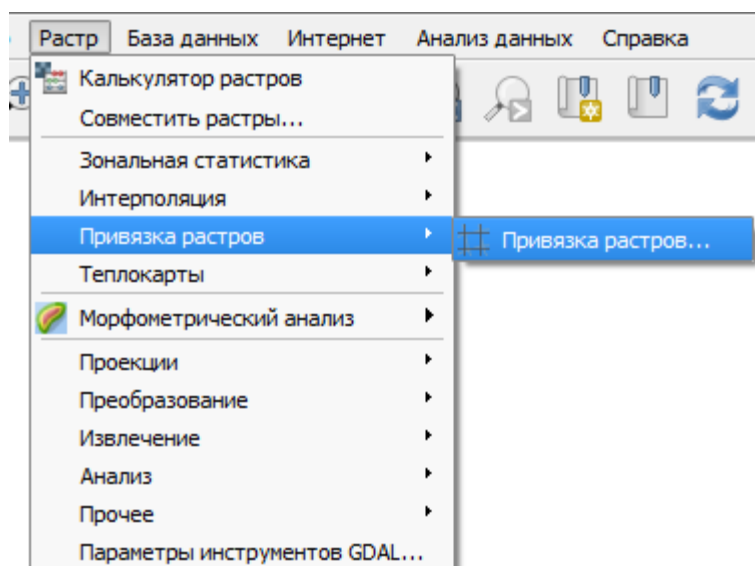 Растр База данных Интернет Анализ данных Справка
Калькулятор растров
Совместить растры...
Зональная статистика
Интерполяция
Привязка растров
Привязка растров...
Теплокарты
Морфометрический анализ
Проекции
Преобразование
Извлечение
Анализ
Прочее
Параметры инструментов GDAL...